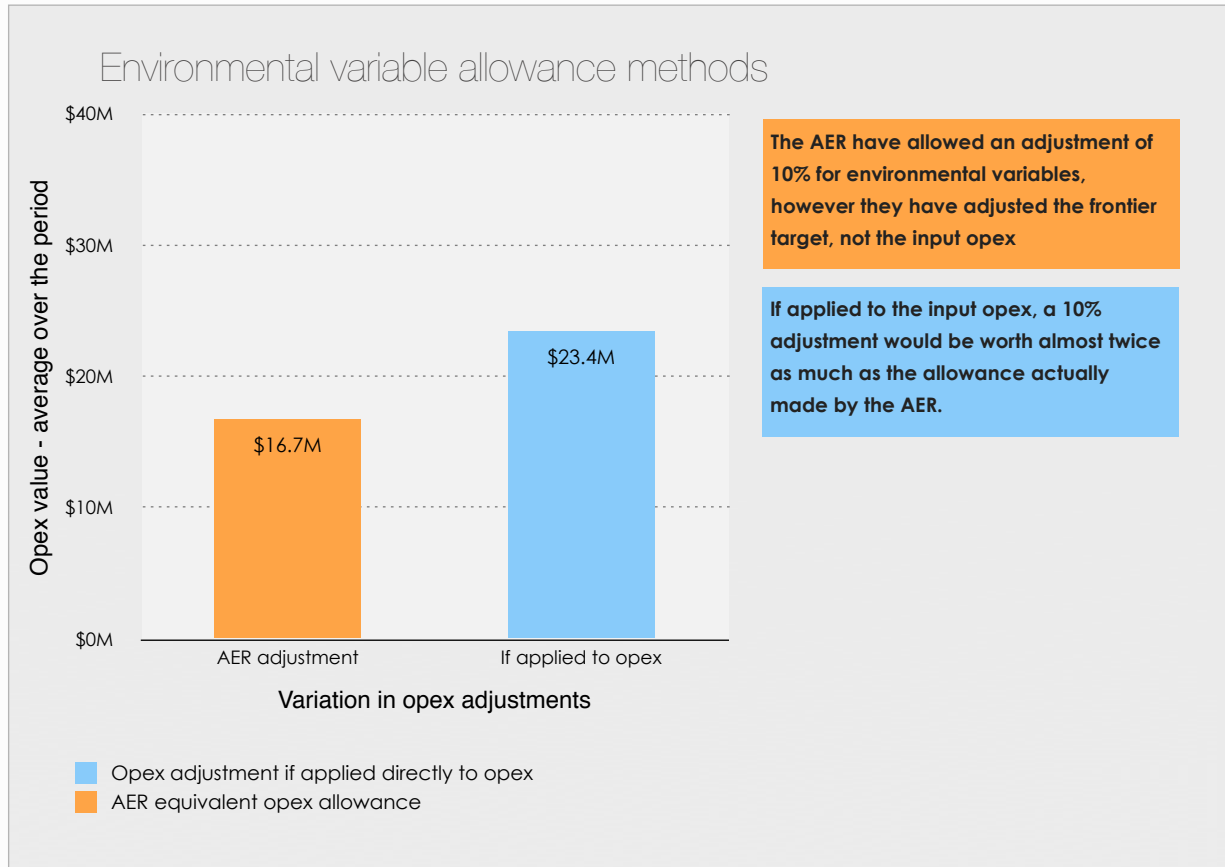 Environmental variable allowance methods
$40M
$30M
$20M
$10M
$0M
Opex value - average over the period
$16.7M
$23.4M
AER adjustment
If applied to opex
Variation in opex adjustments
The AER have allowed an adjustment of
10% for environmental variables,
however they have adjusted the frontier
target, not the input opex
If applied to the input opex, a 10%
adjustment would be worth almost twice
as much as the allowance actually
made by the AER.
Opex adjustment if applied directly to opex
AER equivalent opex allowance